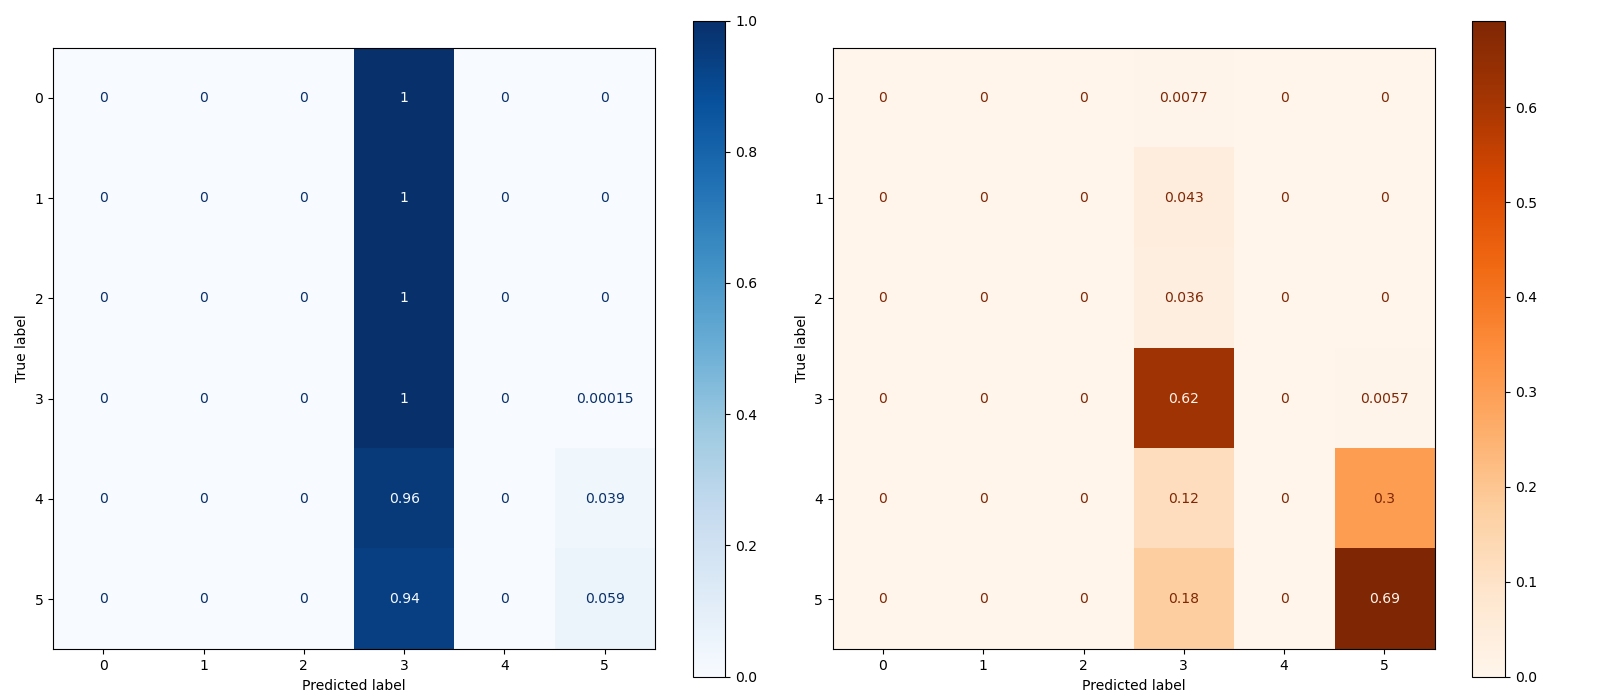 0 0 0 0 1 0 0
1 0 0 0 1 0 0
2 0 0 0 1 0 0
3 0 0 0 1 0 0.00015
4 0 0 0 0.96 0 0.039
5 0 0 0 0.94 0 0.059
0 1 2 3 4 5
True label
Predicted label
1.0
0.8
0.6
0.4
0.2
0.0
0 0 0 0 0.0077 0 0
1 0 0 0 0.043 0 0
2 0 0 0 0.036 0 0
3 0 0 0 0.62 0 0.0057
4 0 0 0 0.12 0 0.3
5 0 0 0 0.18 0 0.69
0 1 2 3 4 5
True label
Predicted label
0.6
0.5
0.4
0.3
0.2
0.1
0.0